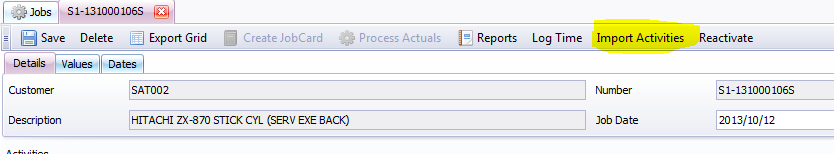 Jobs S1-131000106S
Save Delete Export Grid Create JobCard Process Actuals Reports Log Time Import Activities Reactivate
Details Values Dates
Customer SAT002 Number S1-131000106S
Description HITACHI ZX-870 STICK CYL (SERV EXE BACK) Job Date 2013/10/12
Activities